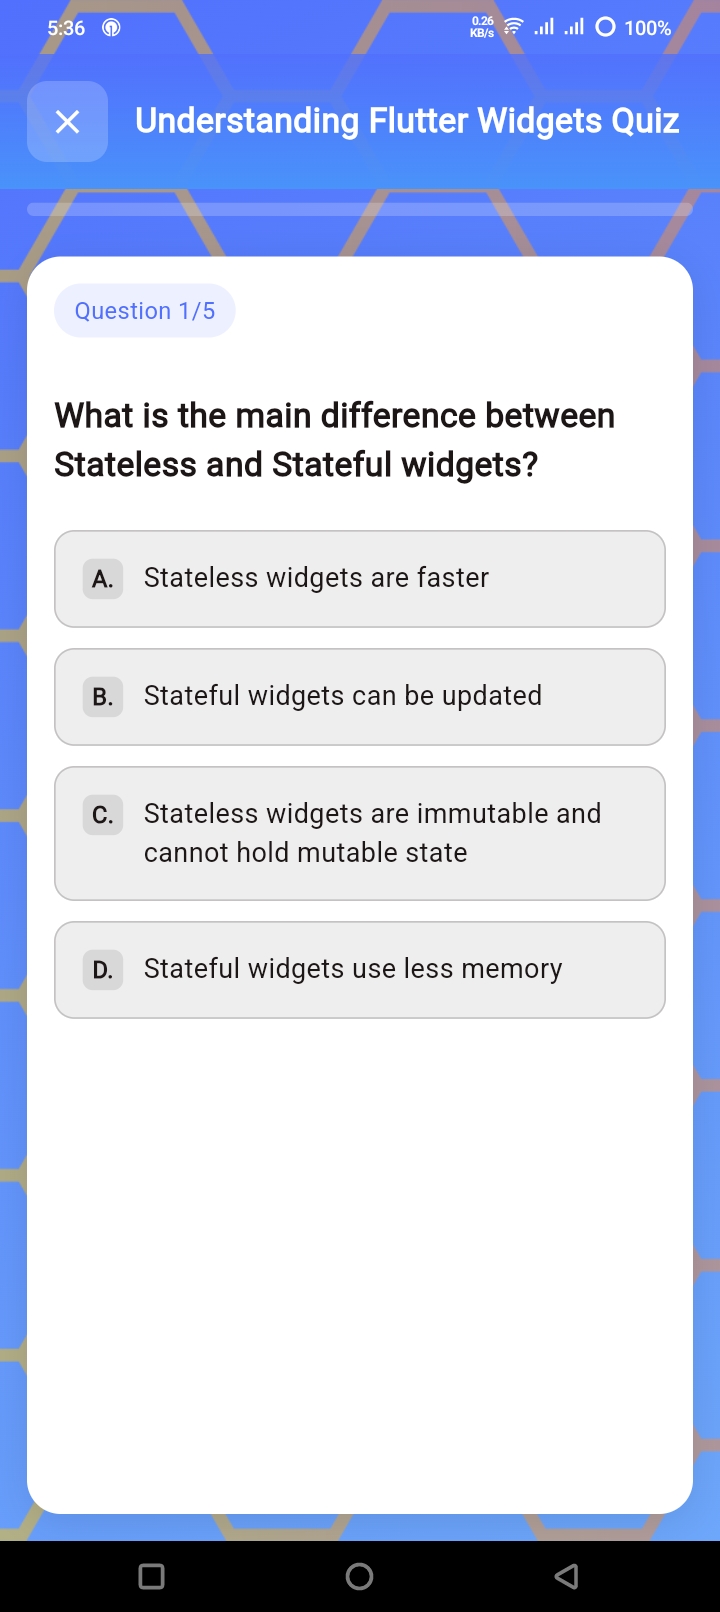 5:36
0.26
KB/s
100%
Understanding Flutter Widgets Quiz
Question 1/5
What is the main difference between
Stateless and Stateful widgets?
A. Stateless widgets are faster
B. Stateful widgets can be updated
C. Stateless widgets are immutable and
cannot hold mutable state
D. Stateful widgets use less memory